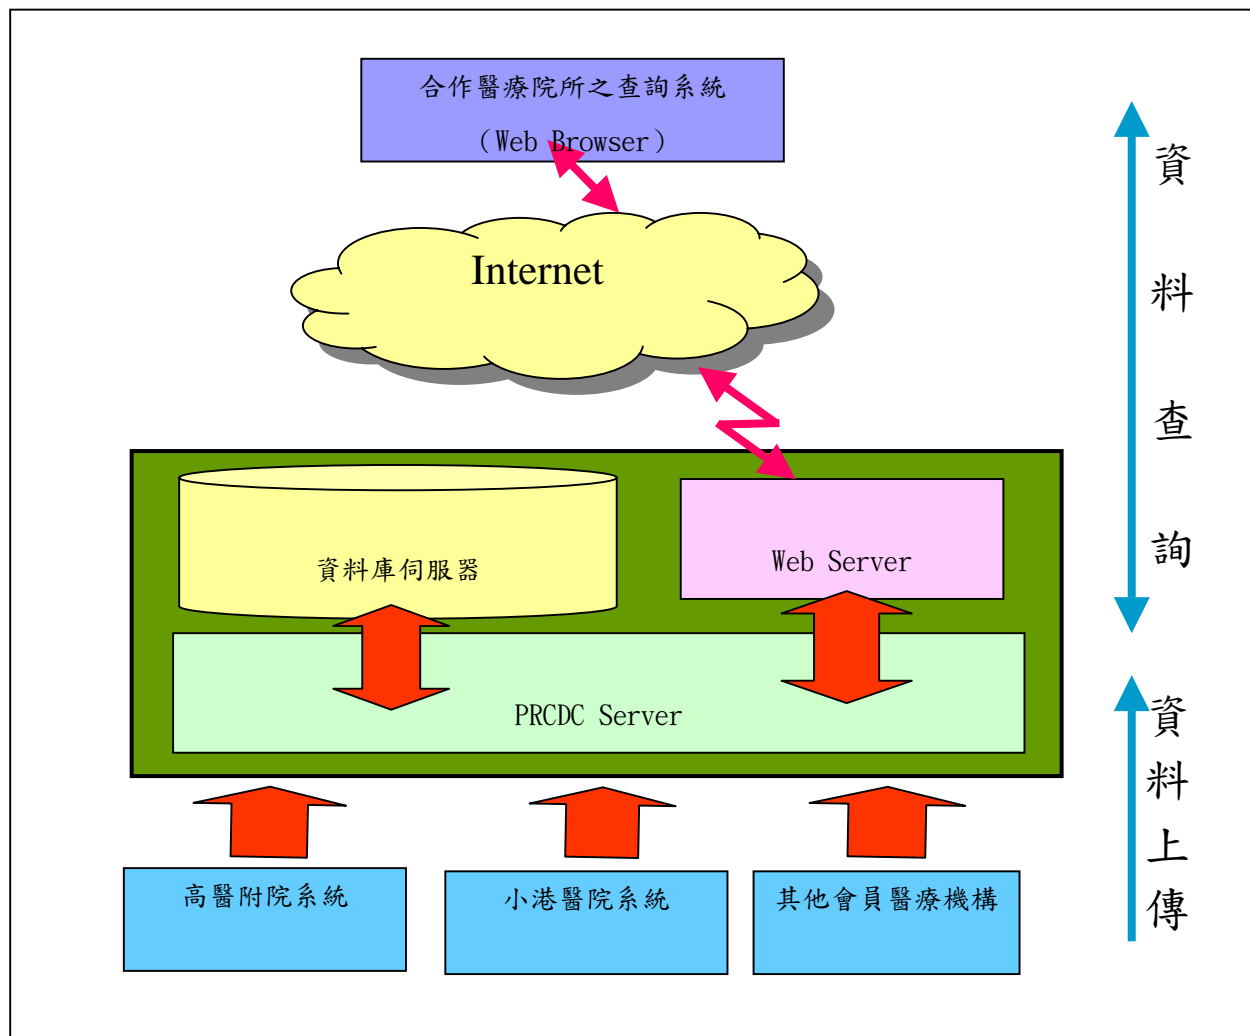 合作醫療院所之查詢系統
(Web Browser)
Internet
資料庫伺服器
Web Server
PRCDC Server
高醫附院系統
小港醫院系統
其他會員醫療機構
資料查詢
資料上傳